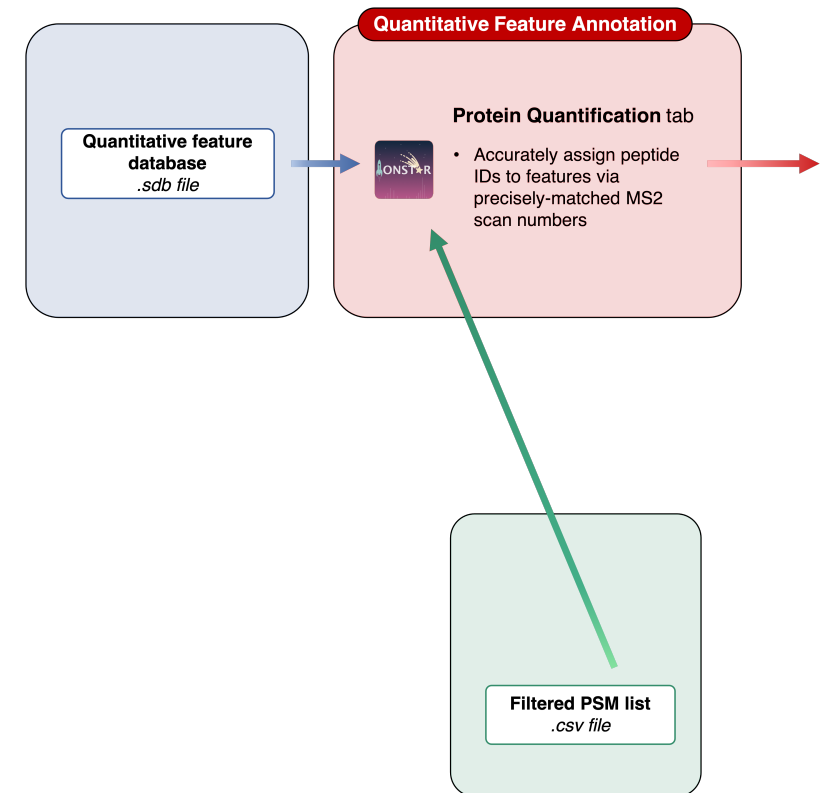 Quantitative Feature Annotation
Quantitative feature
database
.sdb file
IONSTAR
Protein Quantification tab
• Accurately assign peptide
IDs to features via
precisely-matched MS2
scan numbers
Filtered PSM list
.csv file